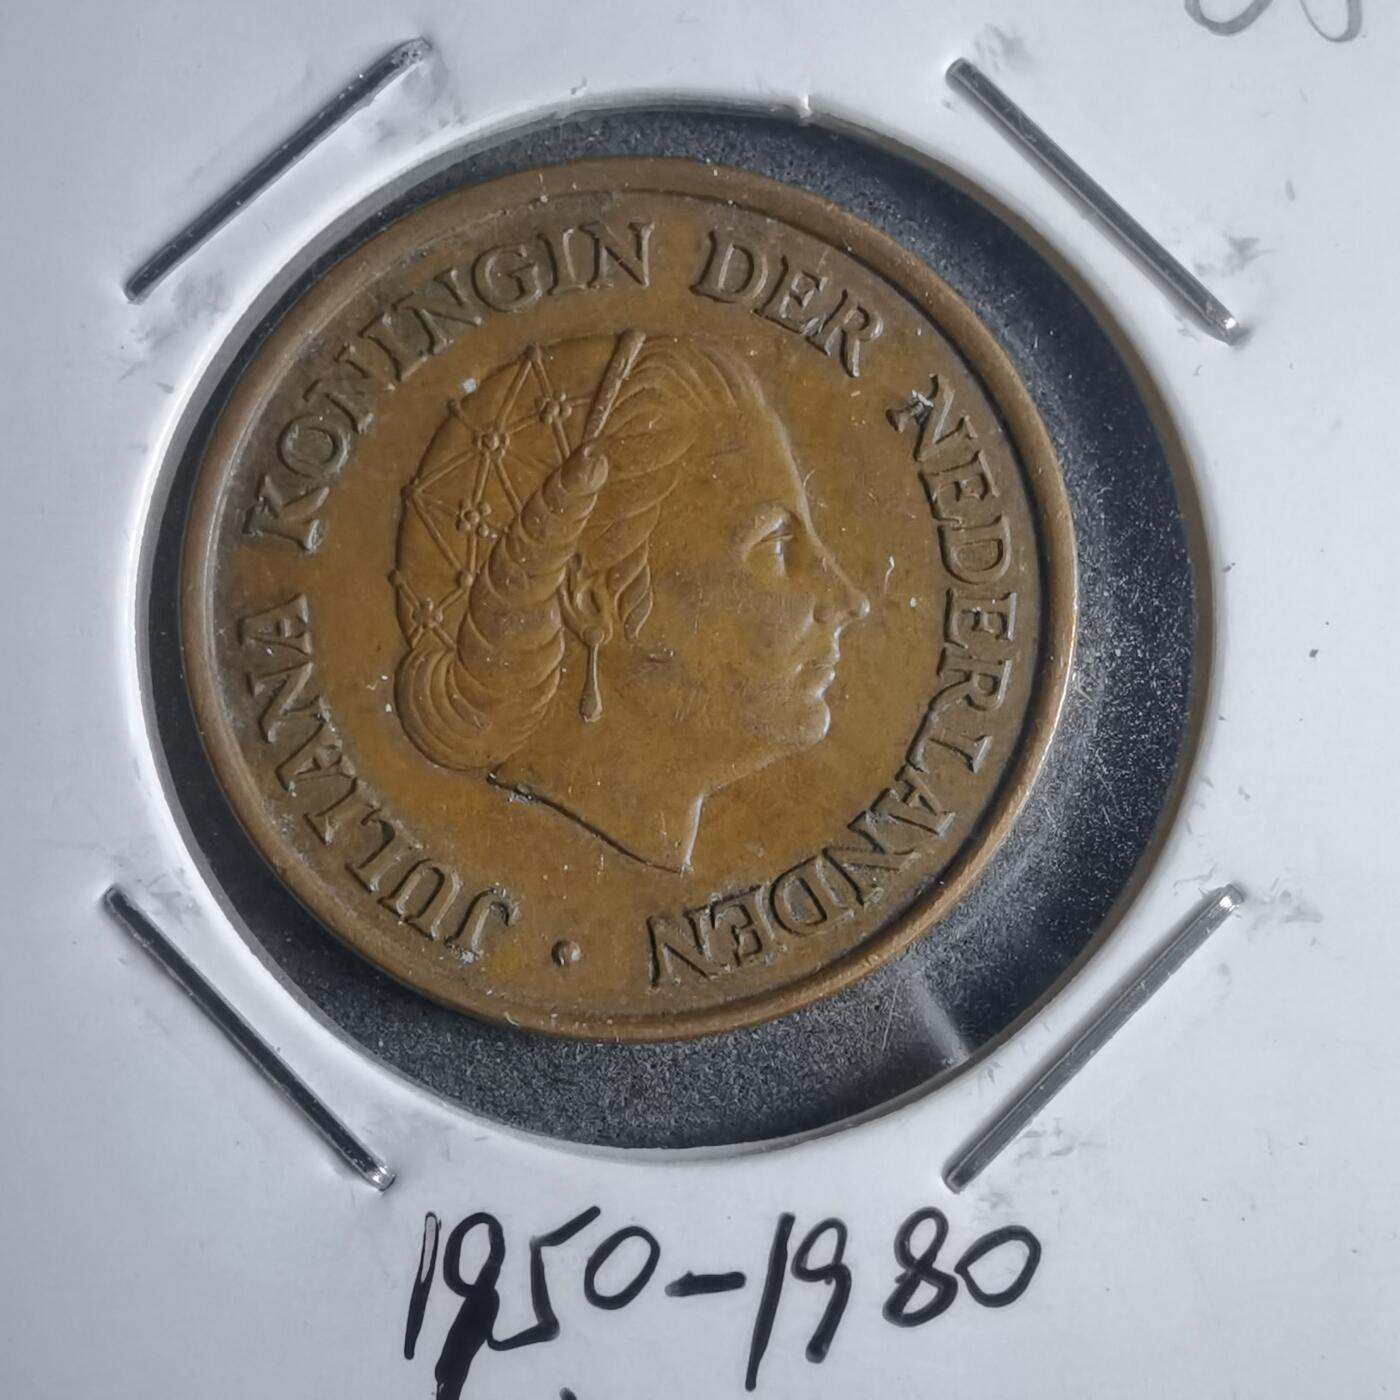 JULIANA KONINGIN DER NEDERLANDEN •
1950-1980